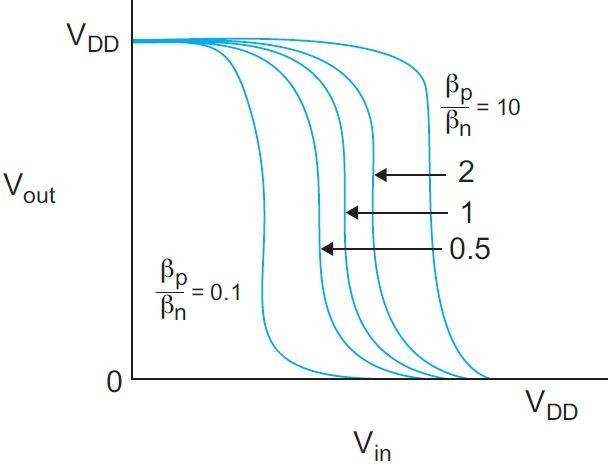 VDD
βp
βn = 10
2
Vout
1
0.5
βp
βn = 0.1
0
VDD
Vin